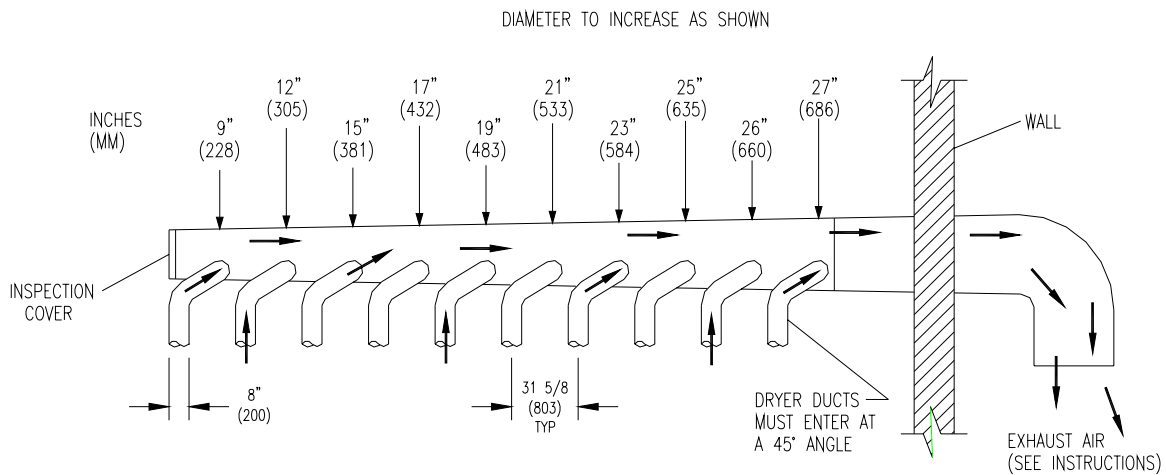 DIAMETER TO INCREASE AS SHOWN
INCHES
(MM)
9”
(228)
12”
(305)
15”
(381)
17”
(432)
19”
(483)
21”
(533)
23”
(584)
25”
(635)
26”
(660)
27”
(686)
WALL
INSPECTION
COVER
8”
(200)
31 5/8
(803)
TYP
DRYER DUCTS
MUST ENTER AT
A 45° ANGLE
EXHAUST AIR
(SEE INSTRUCTIONS)